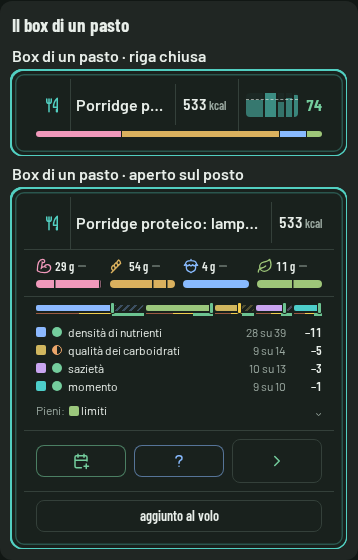 Il box di un pasto
Box di un pasto · riga chiusa
Porridge p... 533 kcal 74
Box di un pasto · aperto sul posto
Porridge proteico: lamp... 533 kcal
29 g — 54 g — 4 g — 11 g —
densità di nutrienti 28 su 39 −11
qualità dei carboidrati 9 su 14 −5
sazietà 10 su 13 −3
momento 9 su 10 −1
Pieni: limiti
?
aggiunto al volo